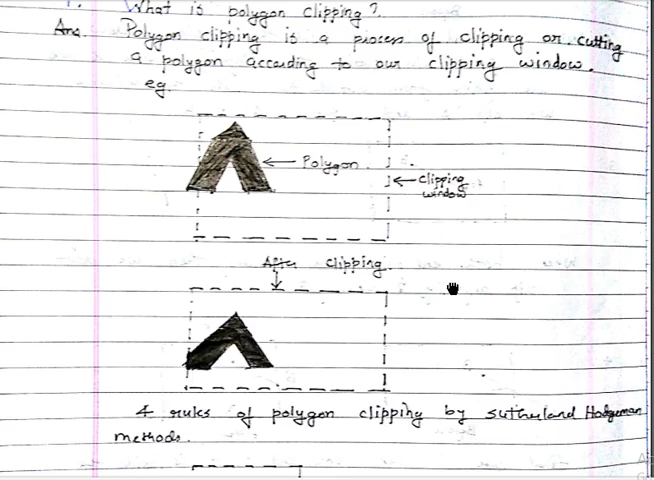 What is polygon clipping?
Ans. Polygon clipping is a process of clipping or cutting
a polygon according to our clipping window.
eg.
Polygon
Clipping
window
After clipping.
4 rules of polygon clipping by Sutherland Hodgeman
methods.